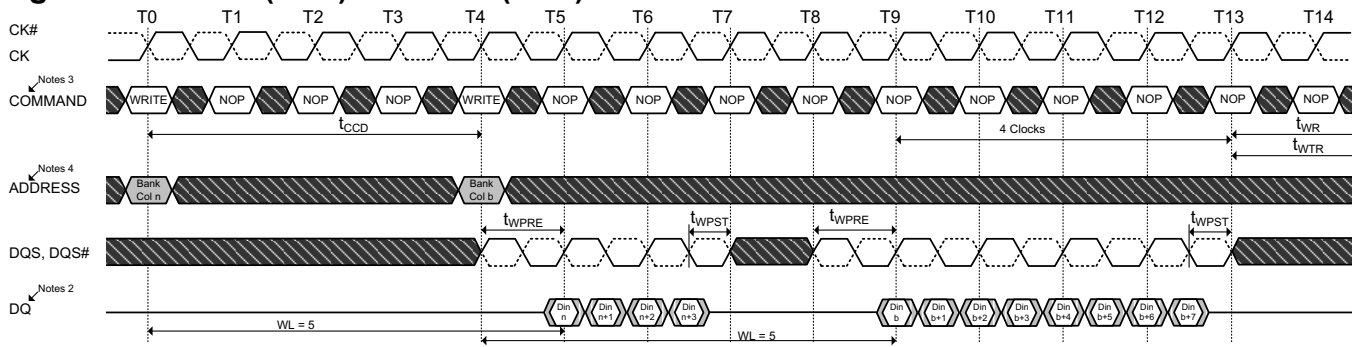 T0 T1 T2 T3 T4 T5 T6 T7 T8 T9 T10 T11 T12 T13 T14
CK#
CK
Notes 3
COMMAND WRITE NOP NOP NOP WRITE NOP NOP NOP NOP NOP NOP NOP NOP NOP NOP
tCCD 4 Clocks tWR
tWTR
Notes 4
ADDRESS Bank Col n Bank Col b
tWPRE tWPST tWPRE tWPST
DQS, DQS#
Notes 2
DQ Din n Din n+1 Din n+2 Din n+3 Din b Din b+1 Din b+2 Din b+3 Din b+4 Din b+5 Din b+6 Din b+7
WL = 5
WL = 5